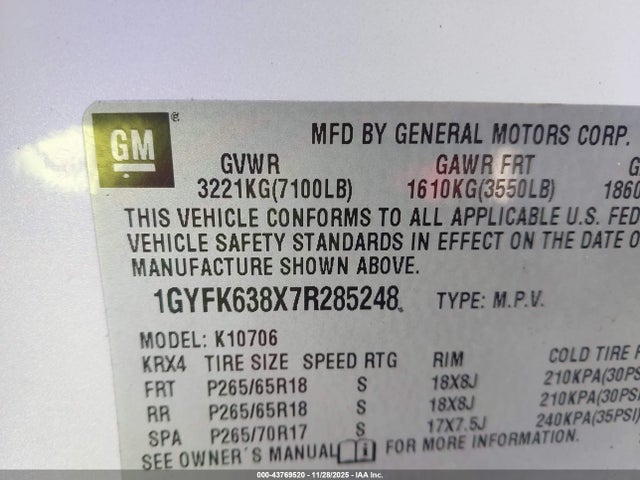 GM ®
MFD BY GENERAL MOTORS CORP.
GVWR GAWR FRT
3221KG(7100LB) 1610KG(3550LB) 1860
THIS VEHICLE CONFORMS TO ALL APPLICABLE U.S. FED
VEHICLE SAFETY STANDARDS IN EFFECT ON THE DATE O
MANUFACTURE SHOWN ABOVE.
1GYFK638X7R285248 TYPE: M.P.V.
MODEL: K10706
KRX4 TIRE SIZE SPEED RTG RIM COLD TIRE
FRT P265/65R18 S 18X8J 210KPA(30PSI
RR P265/65R18 S 18X8J 210KPA(30PSI
SPA P265/70R17 S 17X7.5J 240KPA(35PSI)
SEE OWNER'S MANUAL FOR MORE INFORMATION.
000-43769520 | 11/28/2025 | IAA Inc.